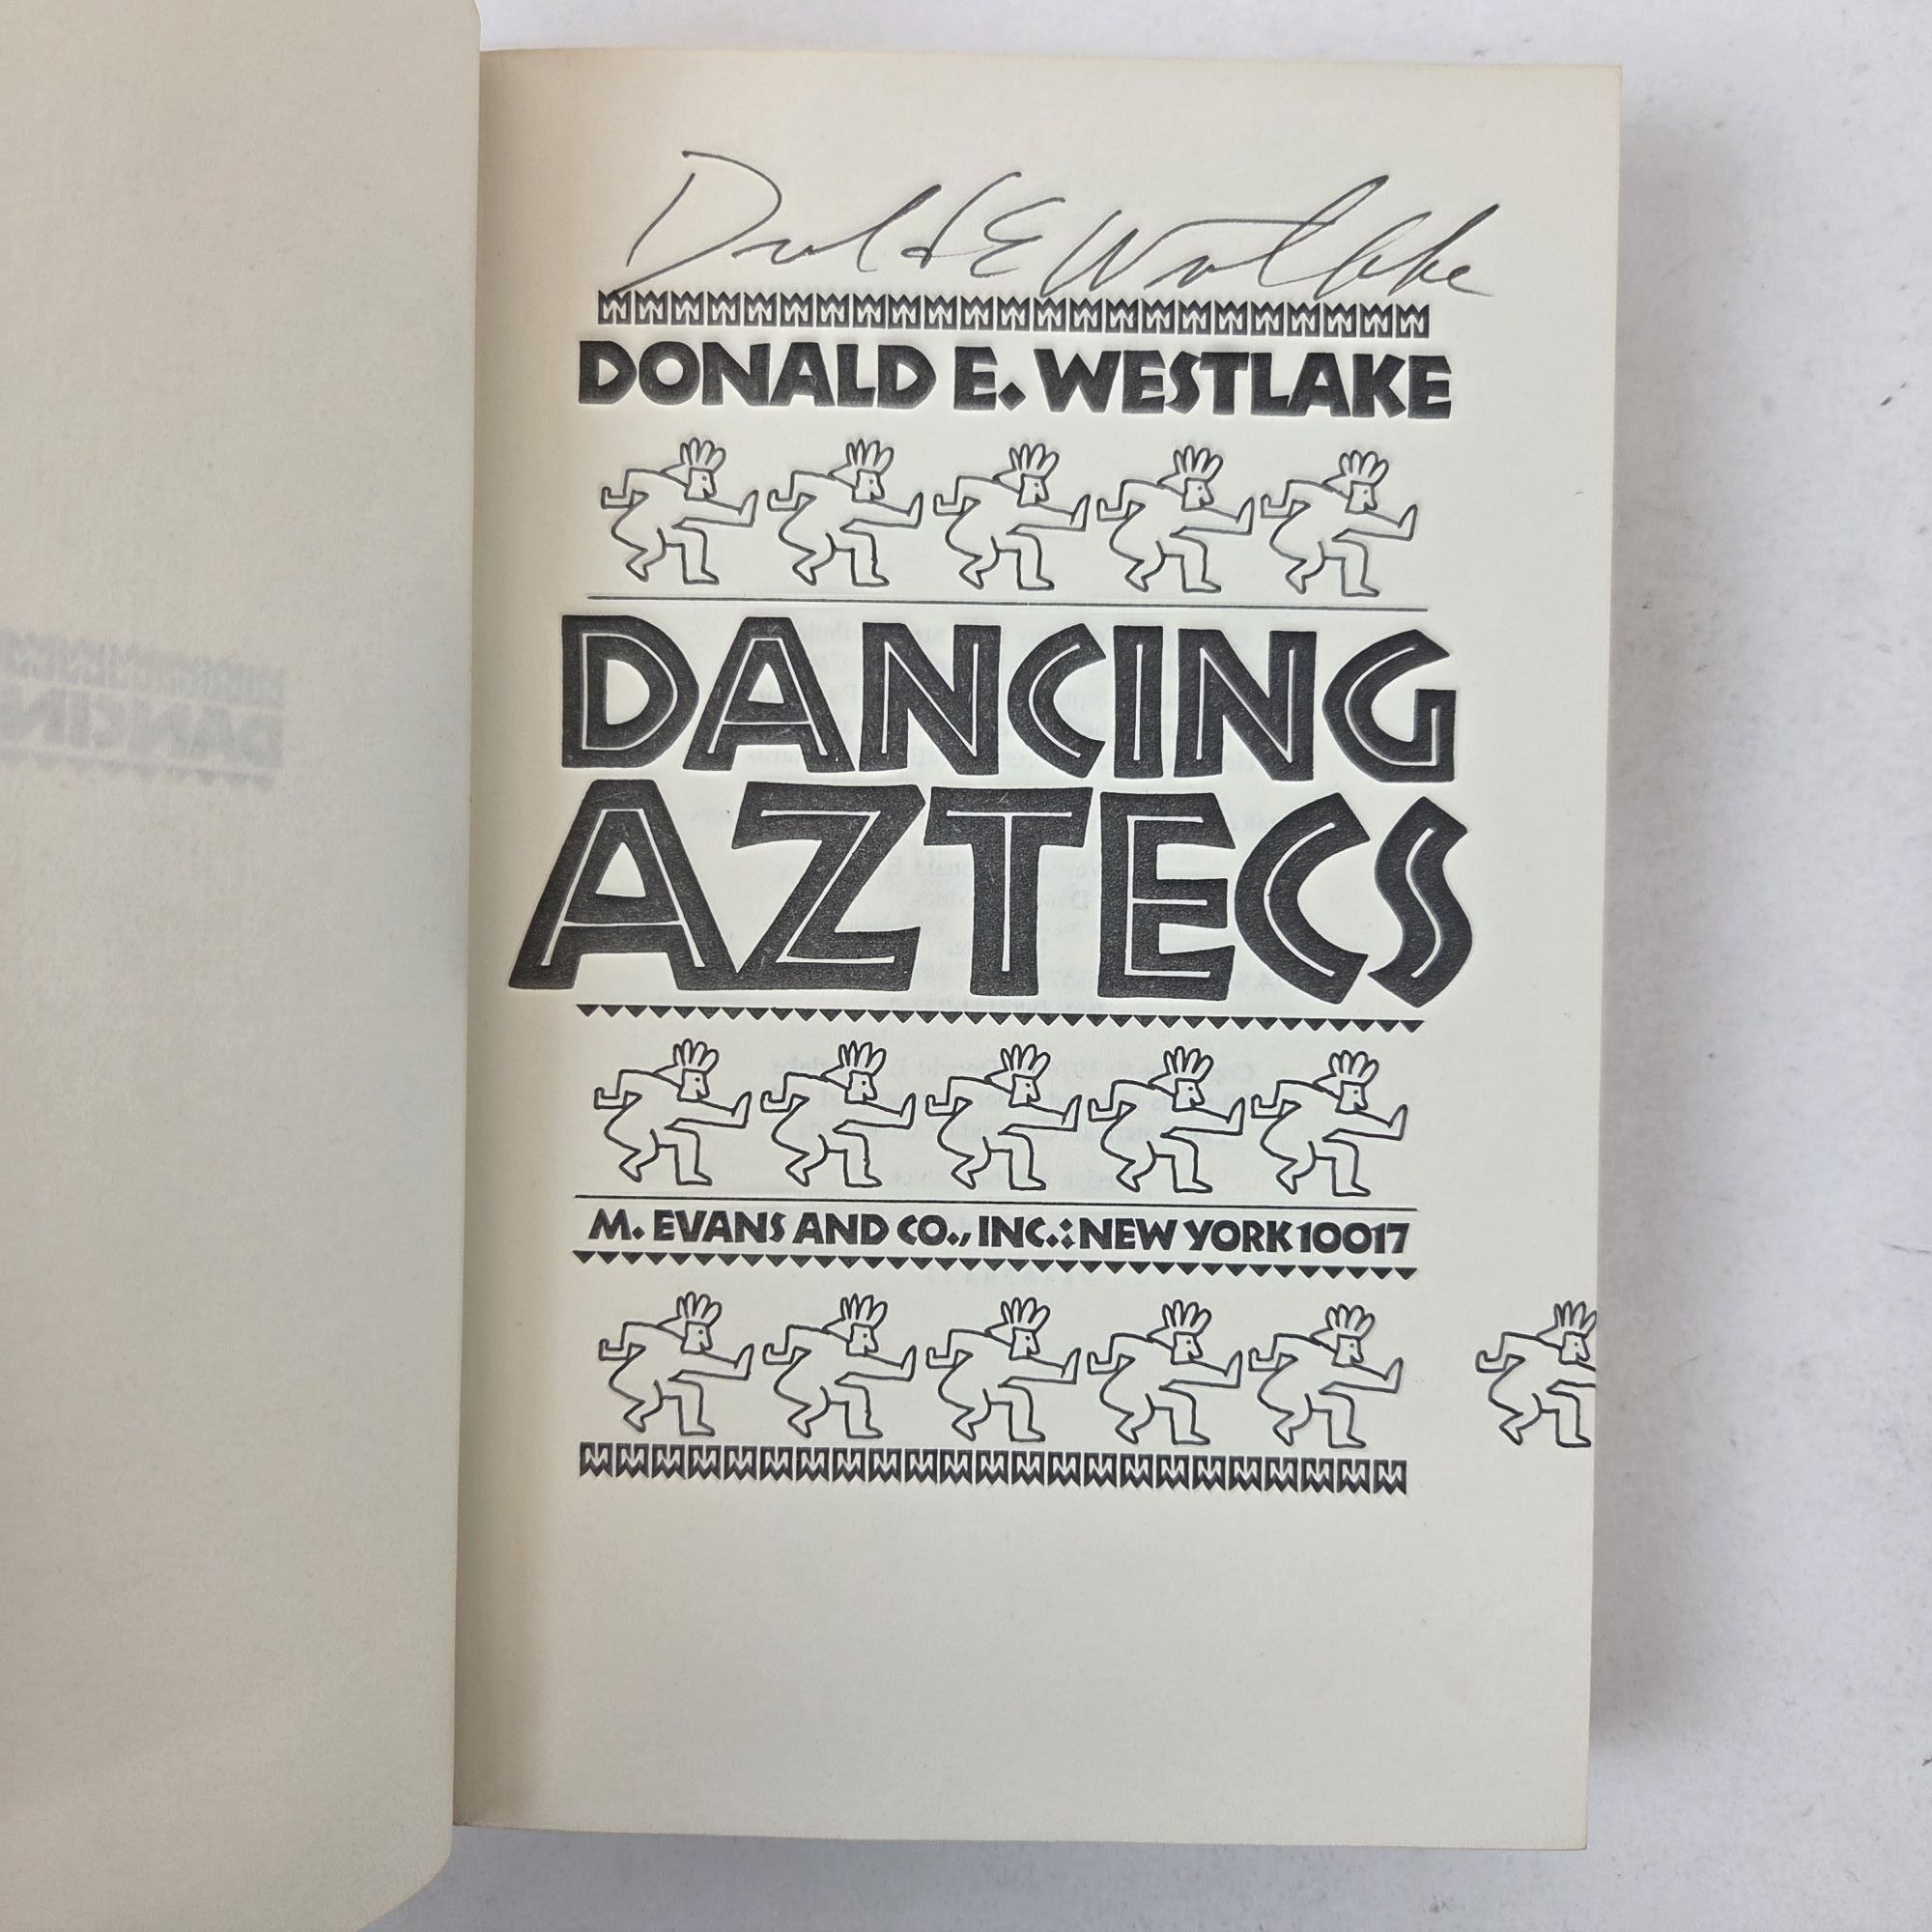 Donald E Westlake
DONALD E. WESTLAKE
DANCING
AZTECS
M. EVANS AND CO., INC.: NEW YORK 10017